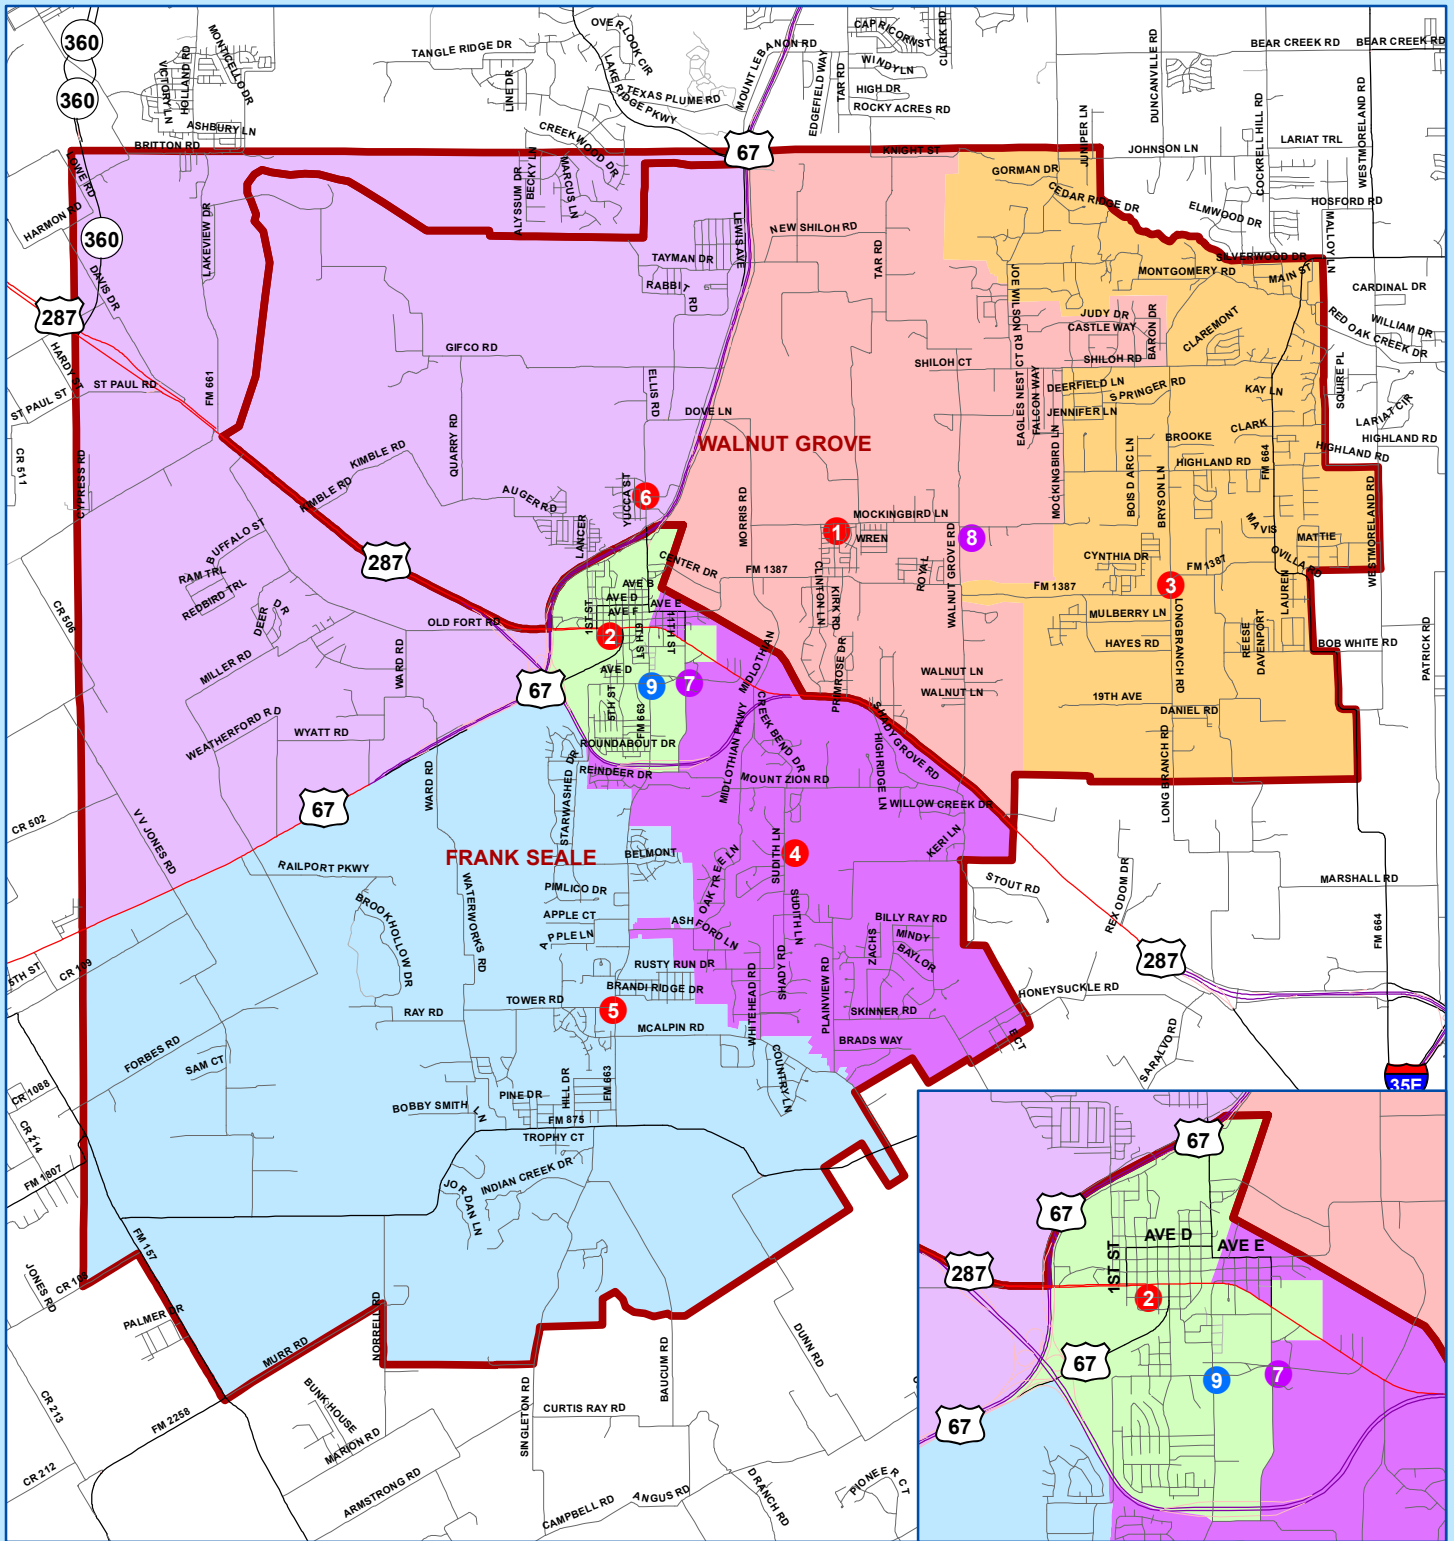 360
360
VICTORY LN
HOLLAND RD
MONTICELLO DR
ASHBURY LN
BRITTON RD
TANGLE RIDGE DR
LINE DR
OVERLOOK CIR
LAKE RIDGE PKWY
TEXAS PLUME RD
MOUNT LEBANON RD
CREEKWOOD DR
EDGEFIELD WAY
TAR RD
CAPRICORN ST
WINDY LN
HIGH DR
ROCKY ACRES RD
CLARK RD
JUNIPER LN
DUNCANVILLE RD
BEAR CREEK RD
BEAR CREEK RD
COCKRELL HILL RD
LARIAT TRL
WESTMORELAND RD
JOHNSON LN
HOSFORD RD
MALLOY LN
67
KNIGHT ST
GORMAN DR
CEDAR RIDGE DR
ELMWOOD DR
SILVERWOOD DR
LOWE RD
HARMON RD
360
DAVIS DR
LAKEVIEW DR
ALYSSUM DR
BECKY LN
MARCUS LN
LEWIS AVE
TAYMAN DR
RABBIT RD
NEW SHILOH RD
TAR RD
MONTGOMERY RD
MAIN ST
CARDINAL DR
WILLIAM DR
RED OAK CREEK DR
287
HARDY ST
ST PAUL ST
ST PAUL RD
FM 661
GIFCO RD
ELLIS RD
DOVE LN
QUARRY RD
JOE WILSON RD
EAGLES NEST CT
FALCON WAY
SHILOH CT
JUDY DR
CASTLE WAY
BARON DR
SHILOH RD
CLAREMONT
DEERFIELD LN
SPRINGER RD
JENNIFER LN
KAY LN
SQUIRE PL
LARIAT CIR
CLARK
BROOKE
HIGHLAND RD
HIGHLAND RD
HIGHLAND RD
FM 664
WALNUT GROVE
CR 511
CYPRESS RD
KIMBLE RD
KIMBLE RD
AUGER RD
LANCER
YUCCA ST
6
MORRIS RD
MOCKINGBIRD LN
1
WREN
8
MOCKINGBIRD LN
BOIS D ARC LN
BRYSON LN
MAVIS
MATTIE
OVILLA RD
WESTMORELAND RD
BUFFALO ST
RAM TRL
REDBIRD TRL
DEER DR
287
CENTER DR
FM 1387
CLINTON LN
KIRK RD
ROYAL
WALNUT GROVE RD
CYNTHIA DR
FM 1387
FM 1387
3
LAUREN
CR 506
OLD FORT RD
MILLER RD
WARD RD
1ST ST
AVE B
AVE D
AVE E
AVE F
2
6TH ST
11TH ST
AVE D
5TH ST
FM 663
9
7
MIDLOTHIAN
PRIMROSE DR
WALNUT LN
WALNUT LN
MULBERRY LN
HAYES RD
LONGBRANCH RD
REESE
DAVENPORT
BOB WHITE RD
PATRICK RD
19TH AVE
DANIEL RD
67
WEATHERFORD RD
WYATT RD
ROUNDABOUT DR
REINDEER DR
MIDLOTHIAN PKWY
CREEK BEND DR
MOUNT ZION RD
SHADY GROVE RD
HIGH RIDGE LN
WILLOW CREEK DR
KERI LN
LONG BRANCH RD
67
WARD RD
STARWASHED DR
CR 502
V V JONES RD
RAILPORT PKWY
FRANK SEALE
BELMONT
PIMLICO DR
APPLE CT
APPLE LN
OAK TREE LN
SUDITH LN
4
SUDITH LN
ASHFORD LN
BILLY RAY RD
MINDY
BAYLOR
ZACHS
STOUT RD
REX ODOM DR
MARSHALL RD
FM 664
287
BROOKHOLLOW DR
WATERWORKS RD
RUSTY RUN DR
BRANDI RIDGE DR
5
TOWER RD
RAY RD
MCALPIN RD
WHITEHEAD RD
SHADY RD
PLAINVIEW RD
SKINNER RD
BRADS WAY
HONEYSUCKLE RD
ECT
SARALVO RD
35E
5TH ST
CR 109
FORBES RD
SAM CT
COUNTRY LN
PINE DR
HILL DR
FM 663
BOBBY SMITH LN
FM 875
TROPHY CT
INDIAN CREEK DR
JORDAN LN
CR 1088
CR 214
FM 1807
FM 157
JONES RD
CR 108
PALMER DR
MURR RD
NORRELL RD
BAUCUM RD
DUNN RD
BUNKHOUSE
MARION RD
SINGLETON RD
CURTIS RAY RD
CR 213
FM 2258
CR 212
ARMSTRONG RD
CAMPBELL RD
ANGUS RD
D RANCH RD
PIONEER CT
67
67
287
AVE D
AVE E
1ST ST
2
67
9
7
67